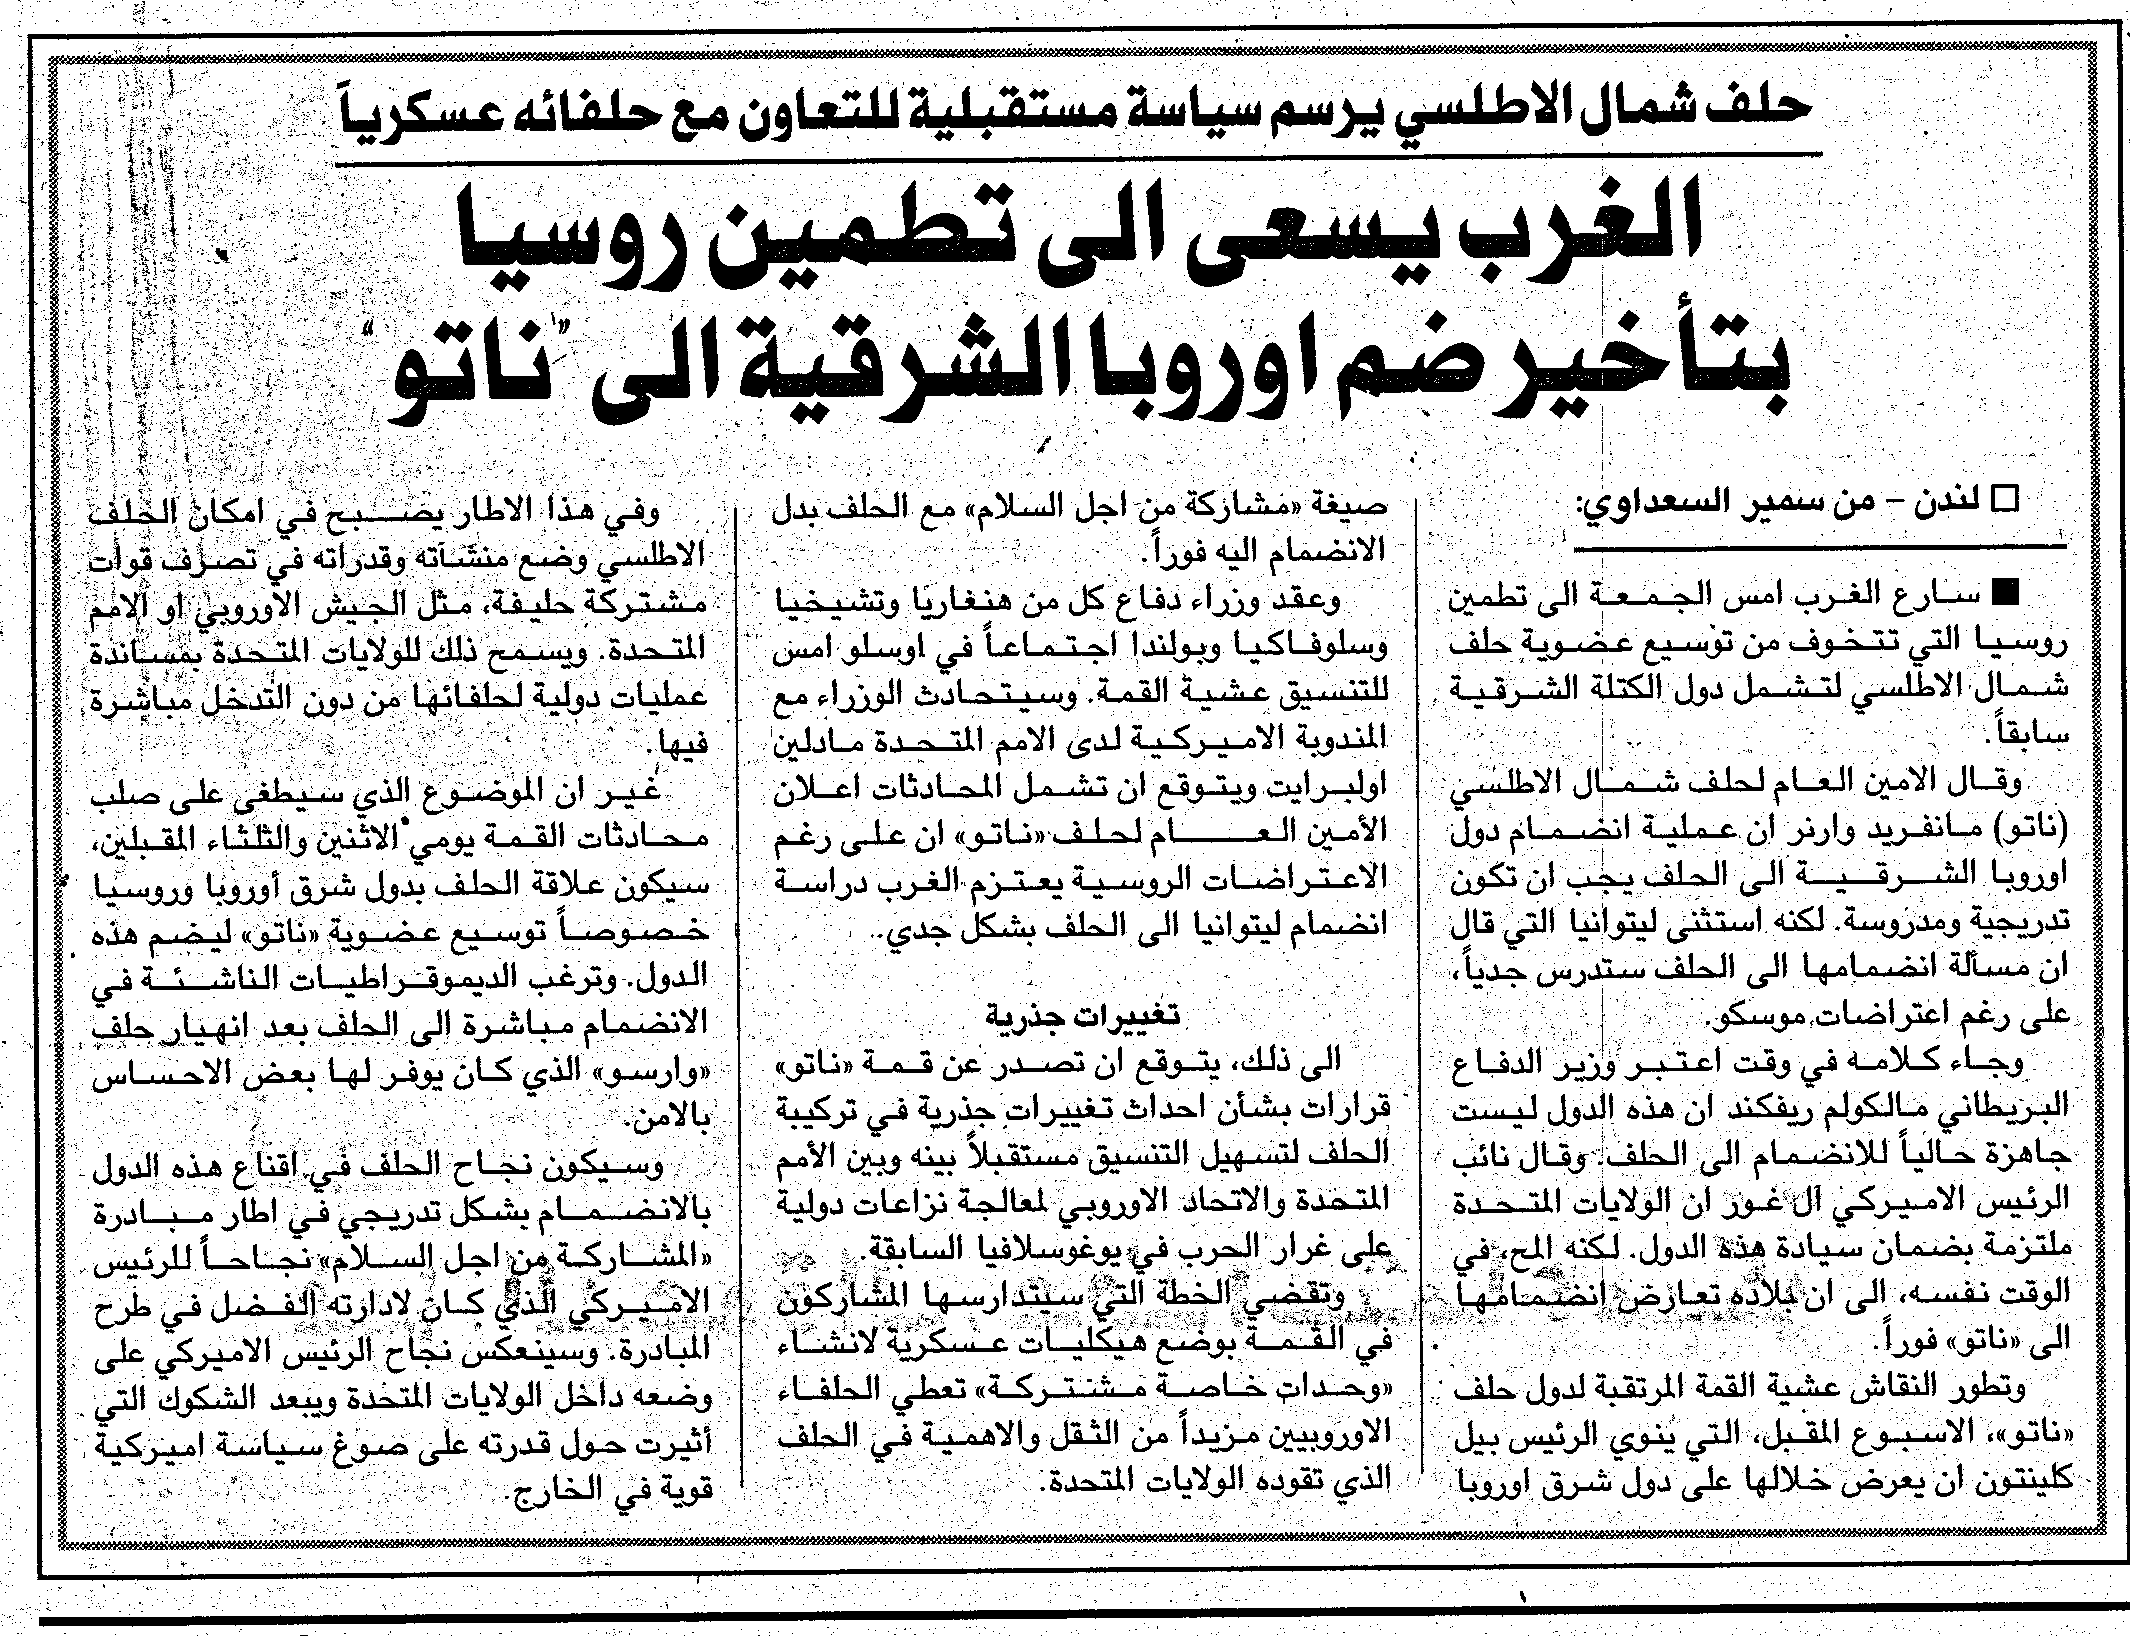 حلف شمال الاطلسي يرسم سياسة مستقبلية للتعاون مع حلفائه عسكرياً
الغرب يسعى الى تطمين روسيا
بتأخير ضم اوروبا الشرقية الى "ناتو"
□ لندن – من سمير السعداوي:
■ سارع الغرب امس الجمعة الى تطمين
روسيا التي تتخوف من توسيع عضوية حلف
شمال الاطلسي لتشمل دول الكتلة الشرقية
سابقاً.
وقال الامين العام لحلف شمال الاطلسي
(ناتو) مانفريد وارنر ان عملية انضمام دول
اوروبا الشرقية الى الحلف يجب ان تكون
تدريجية ومدروسة. لكنه استثنى ليتوانيا التي قال
ان مسألة انضمامها الى الحلف ستدرس جدياً،
على رغم اعتراضات موسكو.
وجاء كلامه في وقت اعتبر وزير الدفاع
البريطاني مالكولم ريفكند ان هذه الدول ليست
جاهزة حالياً للانضمام الى الحلف. وقال نائب
الرئيس الاميركي آل غور ان الولايات المتحدة
ملتزمة بضمان سيادة هذه الدول. لكنه المح، في
الوقت نفسه، الى ان بلاده تعارض انضمامها
الى «ناتو» فوراً.
وتطور النقاش عشية القمة المرتقبة لدول حلف
«ناتو»، الاسبوع المقبل، التي ينوي الرئيس بيل
كلينتون ان يعرض خلالها على دول شرق اوروبا
صيغة «مشاركة من اجل السلام» مع الحلف بدل
الانضمام اليه فوراً.
وعقد وزراء دفاع كل من هنغاريا وتشيخيا
وسلوفاكيا وبولندا اجتماعاً في اوسلو امس
للتنسيق عشية القمة. وسيتحادث الوزراء مع
المندوبة الاميركية لدى الامم المتحدة مادلين
اولبرايت ويتوقع ان تشمل المحادثات اعلان
الأمين العام لحلف «ناتو» ان على رغم
الاعتراضات الروسية يعتزم الغرب دراسة
انضمام ليتوانيا الى الحلف بشكل جدي..
تغييرات جذرية
الى ذلك، يتوقع ان تصدر عن قمة «ناتو»
قرارات بشأن احداث تغييرات جذرية في تركيبة
الحلف لتسهيل التنسيق مستقبلاً بينه وبين الأمم
المتحدة والاتحاد الاوروبي لمعالجة نزاعات دولية
على غرار الحرب في يوغوسلافيا السابقة.
وتقضي الخطة التي سيتدارسها المشاركون
في القمة بوضع هيكليات عسكرية لانشاء
«وحدات خاصة مشتركة» تعطي الحلفاء
الاوروبيين مزيداً من الثقل والاهمية في الحلف
الذي تقوده الولايات المتحدة.
وفي هذا الاطار يصبح في امكان الحلف
الاطلسي وضع منشآته وقدراته في تصرف قوات
مشتركة حليفة، مثل الجيش الاوروبي او الامم
المتحدة. ويسمح ذلك للولايات المتحدة بمساندة
عمليات دولية لحلفائها من دون التدخل مباشرة
فيها.
غير ان الموضوع الذي سيطغى على صلب
محادثات القمة يومي الاثنين والثلثاء المقبلين،
سيكون علاقة الحلف بدول شرق أوروبا وروسيا
خصوصاً توسيع عضوية «ناتو» ليضم هذه
الدول. وترغب الديموقراطيات الناشئة في
الانضمام مباشرة الى الحلف بعد انهيار حلف
«وارسو» الذي كان يوفر لها بعض الاحساس
بالامن.
وسيكون نجاح الحلف في اقناع هذه الدول
بالانضمام بشكل تدريجي في اطار مبادرة
«المشاركة من اجل السلام» نجاحاً للرئيس
الاميركي الذي كان لادارته الفضل في طرح
المبادرة. وسينعكس نجاح الرئيس الاميركي على
وضعه داخل الولايات المتحدة ويبعد الشكوك التي
أثيرت حول قدرته على صوغ سياسة اميركية
قوية في الخارج.